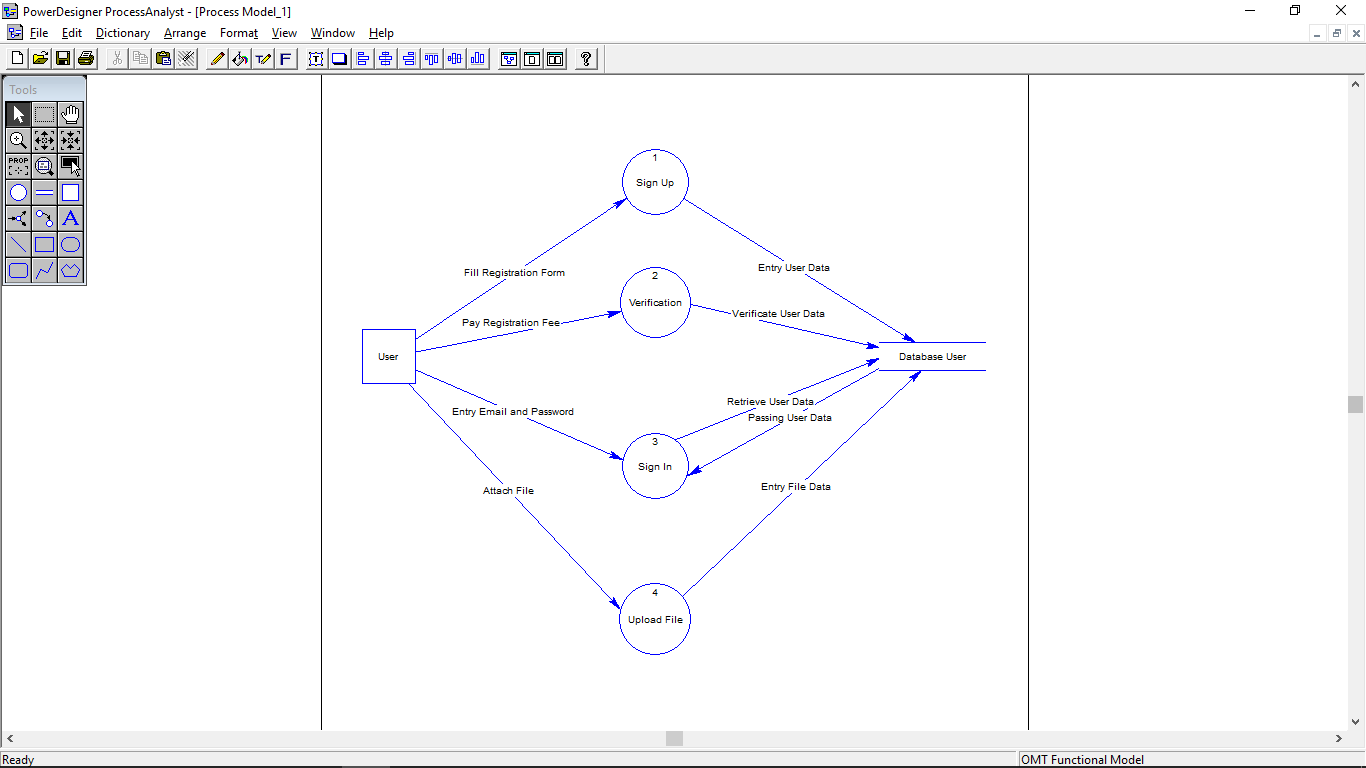 PowerDesigner ProcessAnalyst - [Process Model_1]
File Edit Dictionary Arrange Format View Window Help
Tools
PROP
A
1
Sign Up
Fill Registration Form
Entry User Data
2
Verification
Pay Registration Fee
Verificate User Data
User
Database User
Entry Email and Password
Retrieve User Data
Passing User Data
3
Sign In
Attach File
Entry File Data
4
Upload File
Ready
OMT Functional Model